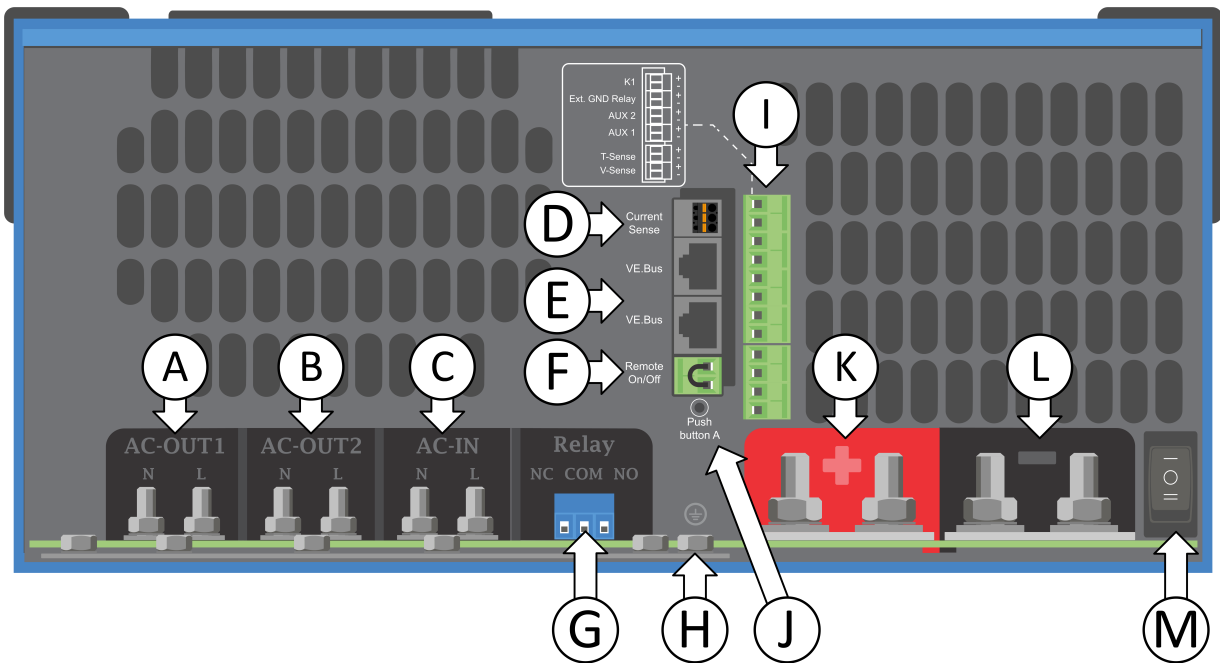 K1 + -
Ext. GND Relay + -
AUX 2 + -
AUX 1 + -
T-Sense + -
V-Sense + -
I
D
Current
Sense
VE.Bus
E
VE.Bus
F
Remote
On/Off
Push
button A
A
B
C
K
L
AC-OUT1
N L
AC-OUT2
N L
AC-IN
N L
Relay
NC COM NO
G
H
J
M